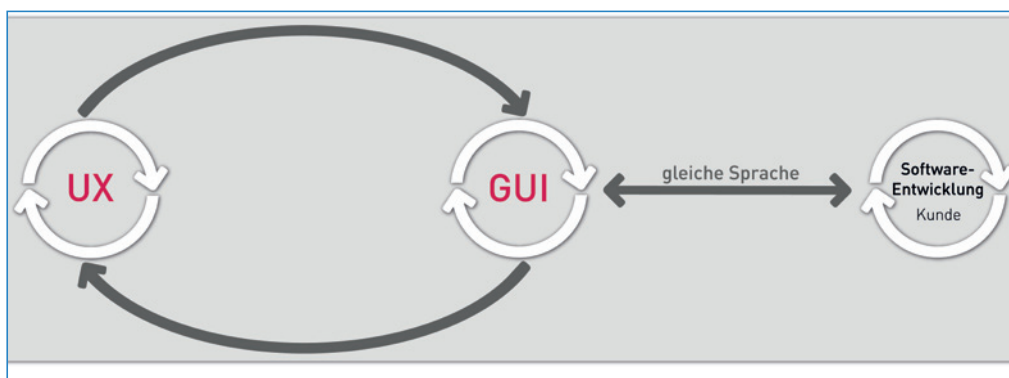 UX
GUI
gleiche Sprache
Software-
Entwicklung
Kunde